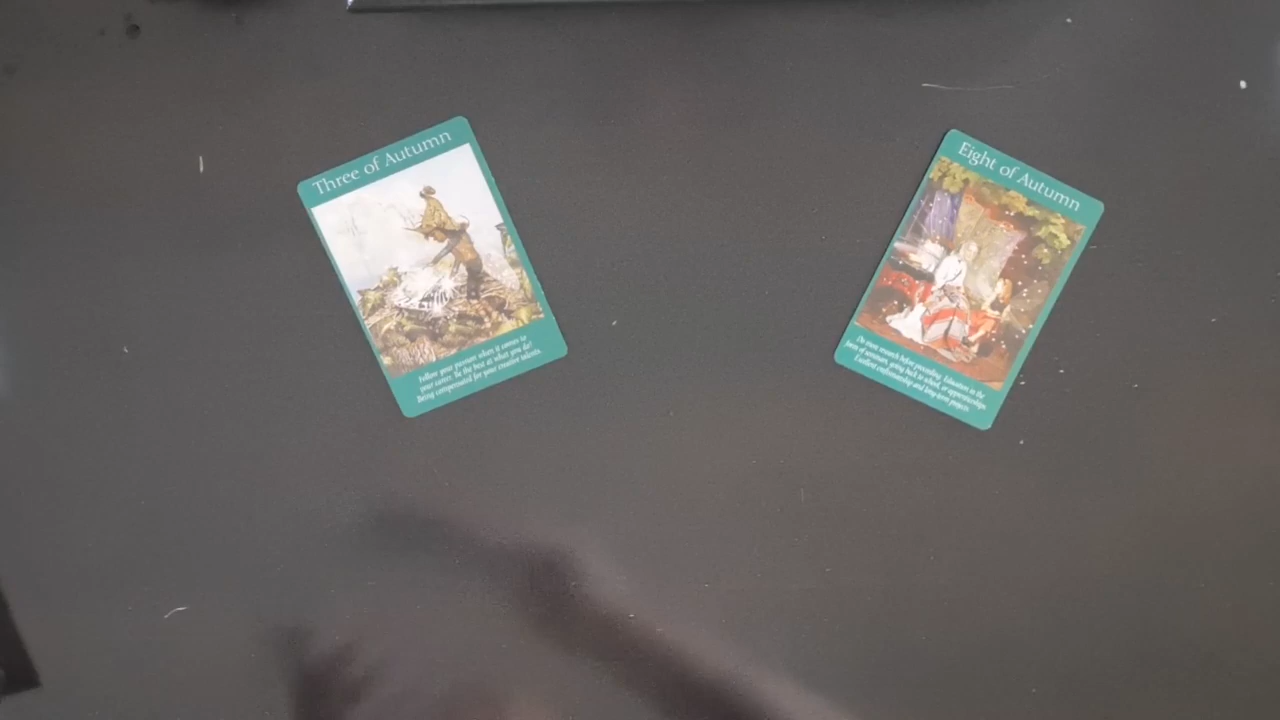 Three of Autumn
Follow your passion when it comes to
your career. Be the best at what you do!
Being compensated for your creative talents.
Eight of Autumn
Do more research before proceeding. Education in the
form of seminars, going back to school, or apprenticeships.
Excellent craftsmanship and long-term projects.